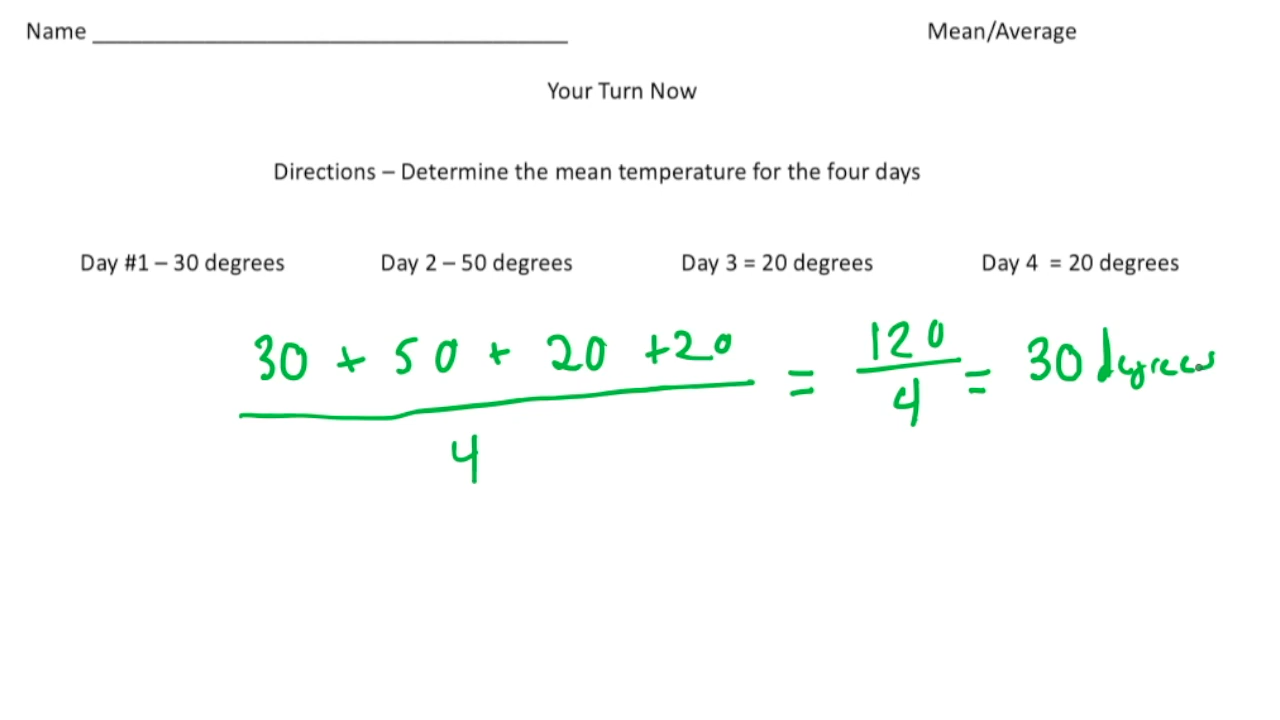 Name ______________________________________ Mean/Average
Your Turn Now
Directions – Determine the mean temperature for the four days
Day #1 – 30 degrees Day 2 – 50 degrees Day 3 = 20 degrees Day 4 = 20 degrees
30 + 50 + 20 +20 = 120 = 30 degrees
4 4